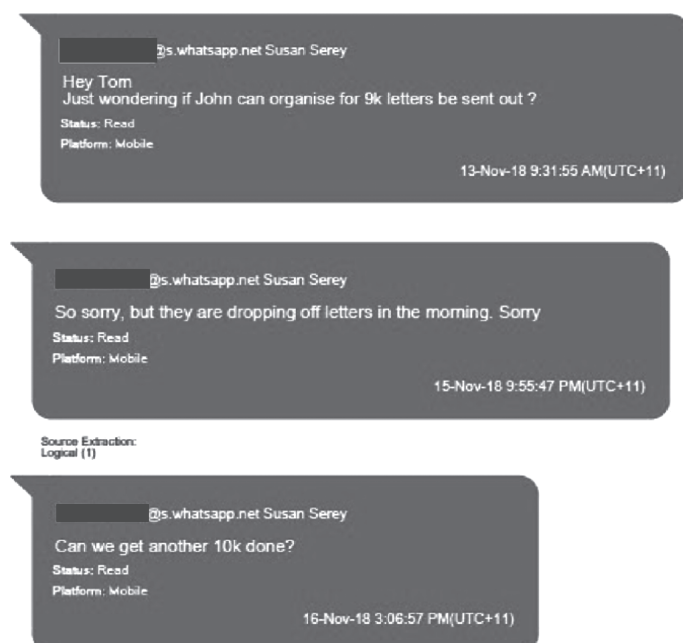 @s.whatsapp.net Susan Serey
Hey Tom
Just wondering if John can organise for 9k letters be sent out ?
Status: Read
Platform: Mobile
13-Nov-18 9:31:55 AM(UTC+11)
@s.whatsapp.net Susan Serey
So sorry, but they are dropping off letters in the morning. Sorry
Status: Read
Platform: Mobile
15-Nov-18 9:55:47 PM(UTC+11)
Source Extraction:
Logical (1)
@s.whatsapp.net Susan Serey
Can we get another 10k done?
Status: Read
Platform: Mobile
16-Nov-18 3:06:57 PM(UTC+11)